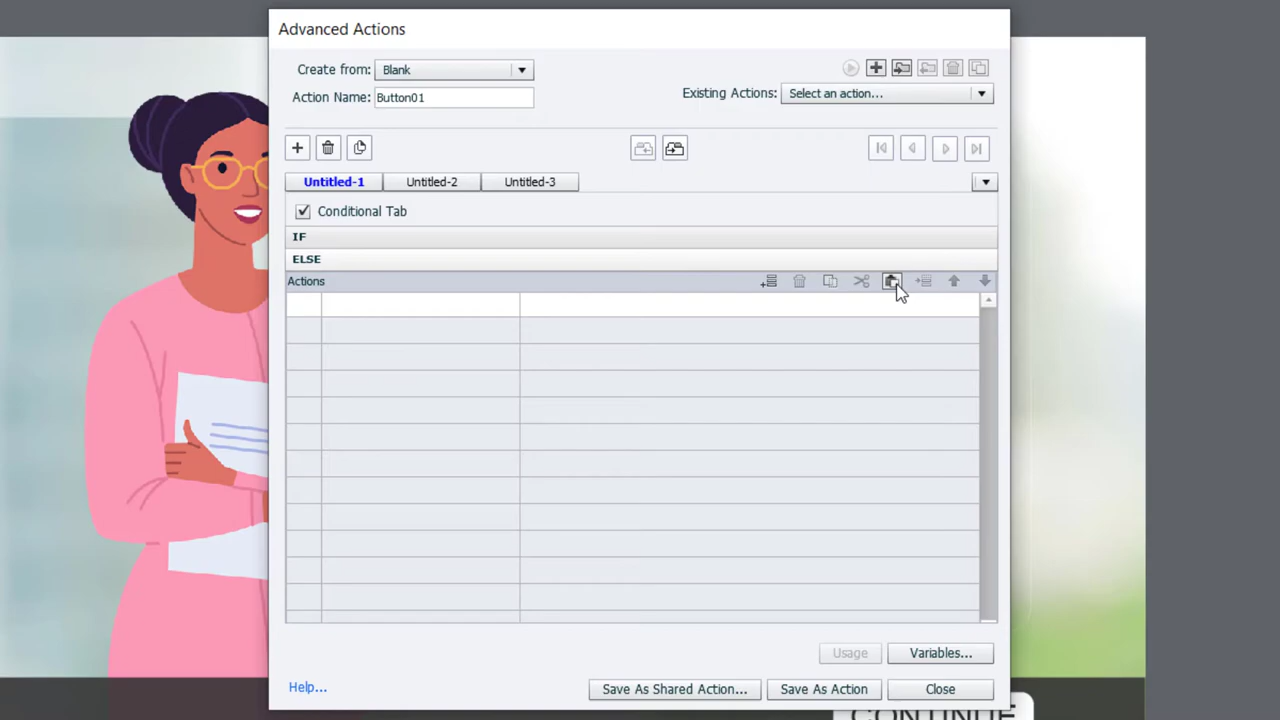 Advanced Actions
Create from: Blank
Action Name: Button01
Existing Actions: Select an action...
Untitled-1 Untitled-2 Untitled-3
Conditional Tab
IF
ELSE
Actions
Usage Variables...
Help... Save As Shared Action... Save As Action Close
CONTINUE